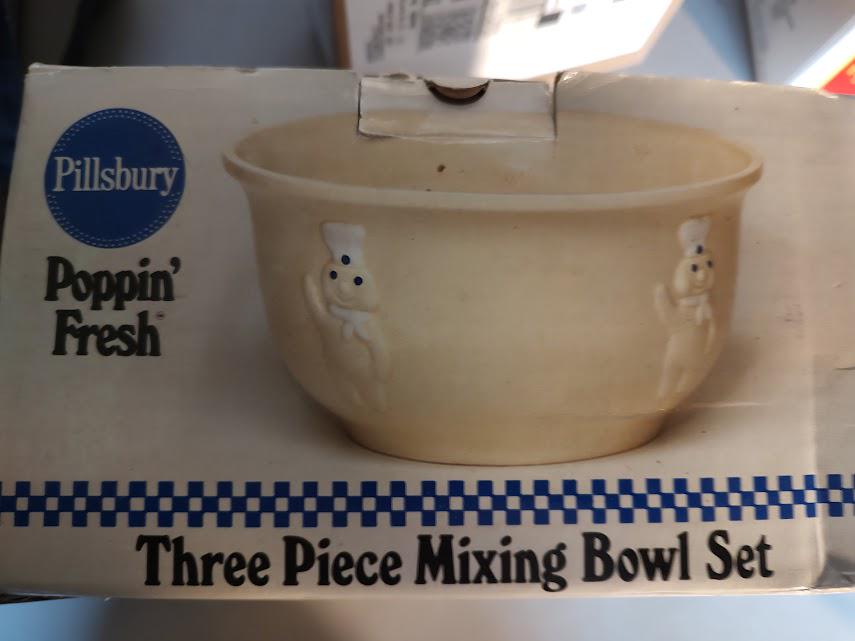 Pillsbury
Poppin'
Fresh
Three Piece Mixing Bowl Set